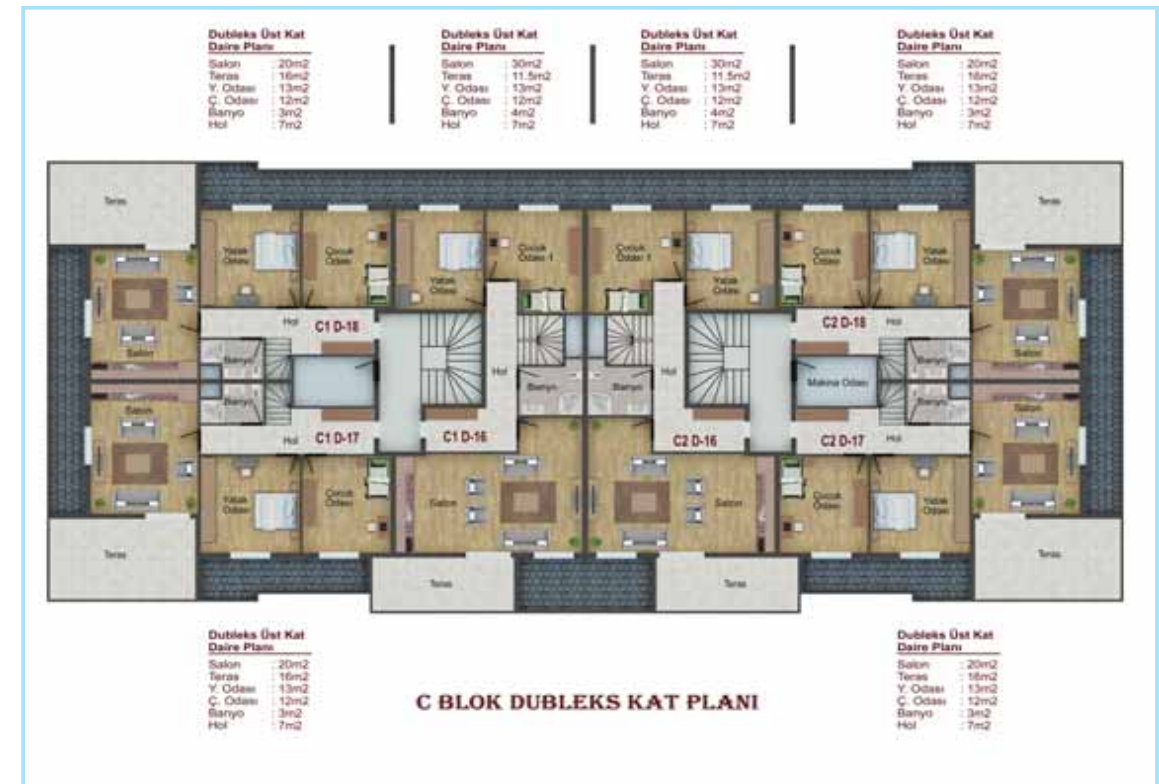 Dubleks Üst Kat
Daire Planı
Salon : 20m2
Teras : 16m2
Y. Odası : 13m2
Ç. Odası : 12m2
Banyo : 3m2
Hol : 7m2
Dubleks Üst Kat
Daire Planı
Salon : 30m2
Teras : 11.5m2
Y. Odası : 13m2
Ç. Odası : 12m2
Banyo : 4m2
Hol : 7m2
Dubleks Üst Kat
Daire Planı
Salon : 30m2
Teras : 11.5m2
Y. Odası : 13m2
Ç. Odası : 12m2
Banyo : 4m2
Hol : 7m2
Dubleks Üst Kat
Daire Planı
Salon : 20m2
Teras : 16m2
Y. Odası : 13m2
Ç. Odası : 12m2
Banyo : 3m2
Hol : 7m2
Teras
Teras
Yatak
Odası
Çocuk
Odası
Yatak
Odası
Çocuk
Odası 1
Çocuk
Odası 1
Yatak
Odası
Çocuk
Odası
Yatak
Odası
Salon
Hol
C1 D-18
C2 D-18
Hol
Salon
Banyo
Banyo
Hol
Banyo
Banyo
Hol
Makina Odası
Banyo
Banyo
Salon
Hol
C1 D-17
C1 D-16
C2 D-16
C2 D-17
Hol
Salon
Yatak
Odası
Çocuk
Odası
Salon
Salon
Çocuk
Odası
Yatak
Odası
Teras
Teras
Teras
Teras
Dubleks Üst Kat
Daire Planı
Salon : 20m2
Teras : 16m2
Y. Odası : 13m2
Ç. Odası : 12m2
Banyo : 3m2
Hol : 7m2
C BLOK DUBLEKS KAT PLANI
Dubleks Üst Kat
Daire Planı
Salon : 20m2
Teras : 16m2
Y. Odası : 13m2
Ç. Odası : 12m2
Banyo : 3m2
Hol : 7m2